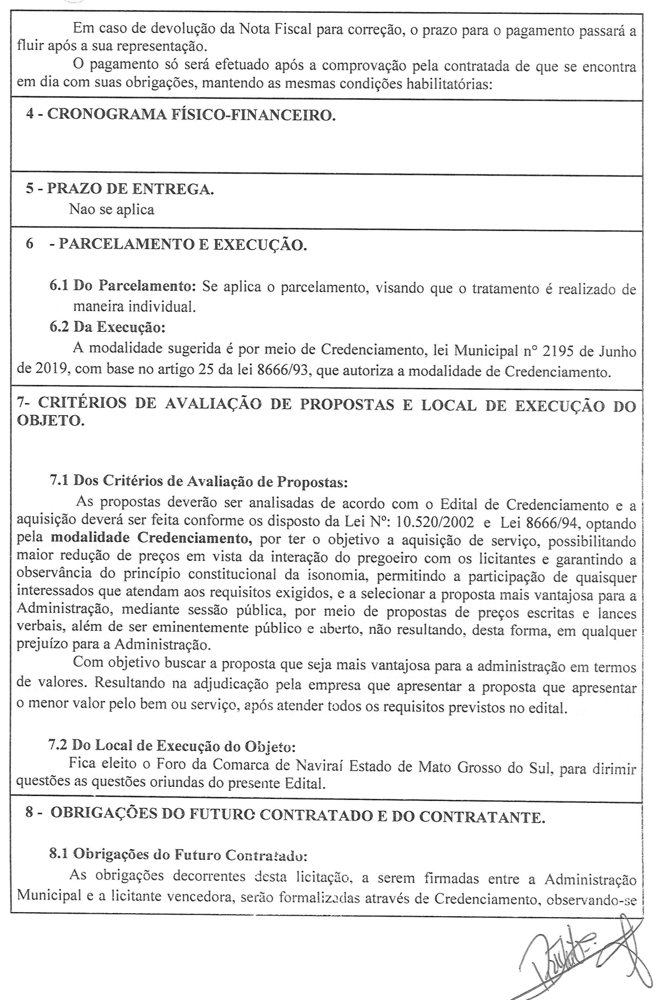 Em caso de devolução da Nota Fiscal para correção, o prazo para o pagamento passará a
fluir após a sua representação.
O pagamento só será efetuado após a comprovação pela contratada de que se encontra
em dia com suas obrigações, mantendo as mesmas condições habilitatórias:
4 - CRONOGRAMA FÍSICO-FINANCEIRO.
5 - PRAZO DE ENTREGA.
Nao se aplica
6 - PARCELAMENTO E EXECUÇÃO.
6.1 Do Parcelamento: Se aplica o parcelamento, visando que o tratamento é realizado de
maneira individual.
6.2 Da Execução:
A modalidade sugerida é por meio de Credenciamento, lei Municipal n° 2195 de Junho
de 2019, com base no artigo 25 da lei 8666/93, que autoriza a modalidade de Credenciamento.
7- CRITÉRIOS DE AVALIAÇÃO DE PROPOSTAS E LOCAL DE EXECUÇÃO DO
OBJETO.
7.1 Dos Critérios de Avaliação de Propostas:
As propostas deverão ser analisadas de acordo com o Edital de Credenciamento e a
aquisição deverá ser feita conforme os disposto da Lei Nº: 10.520/2002 e Lei 8666/94, optando
pela modalidade Credenciamento, por ter o objetivo a aquisição de serviço, possibilitando
maior redução de preços em vista da interação do pregoeiro com os licitantes e garantindo a
observância do princípio constitucional da isonomia, permitindo a participação de quaisquer
interessados que atendam aos requisitos exigidos, e a selecionar a proposta mais vantajosa para a
Administração, mediante sessão pública, por meio de propostas de preços escritas e lances
verbais, além de ser eminentemente público e aberto, não resultando, desta forma, em qualquer
prejuízo para a Administração.
Com objetivo buscar a proposta que seja mais vantajosa para a administração em termos
de valores. Resultando na adjudicação pela empresa que apresentar a proposta que apresentar
o menor valor pelo bem ou serviço, após atender todos os requisitos previstos no edital.
7.2 Do Local de Execução do Objeto:
Fica eleito o Foro da Comarca de Naviraí Estado de Mato Grosso do Sul, para dirimir
questões as questões oriundas do presente Edital.
8 - OBRIGAÇÕES DO FUTURO CONTRATADO E DO CONTRATANTE.
8.1 Obrigações do Futuro Contratado:
As obrigações decorrentes desta licitação, a serem firmadas entre a Administração
Municipal e a licitante vencedora, serão formalizadas através de Credenciamento, observando-se